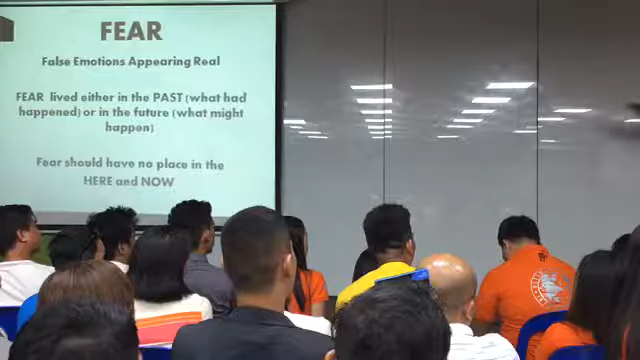 FEAR
False Emotions Appearing Real
FEAR lived either in the PAST (what had
happened) or in the future (what might
happen)
Fear should have no place in the
HERE and NOW